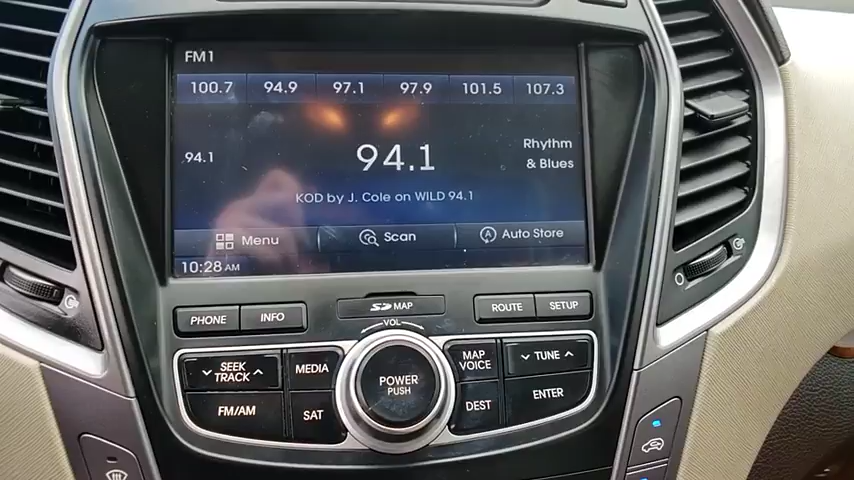 FM1
100.7 94.9 97.1 97.9 101.5 107.3
94.1 94.1 Rhythm
& Blues
KOD by J. Cole on WILD 94.1
Menu Scan A Auto Store
10:28 AM
PHONE INFO SD MAP ROUTE SETUP
VOL
SEEK
TRACK
MEDIA
POWER
PUSH
MAP
VOICE
TUNE
FM/AM SAT DEST ENTER